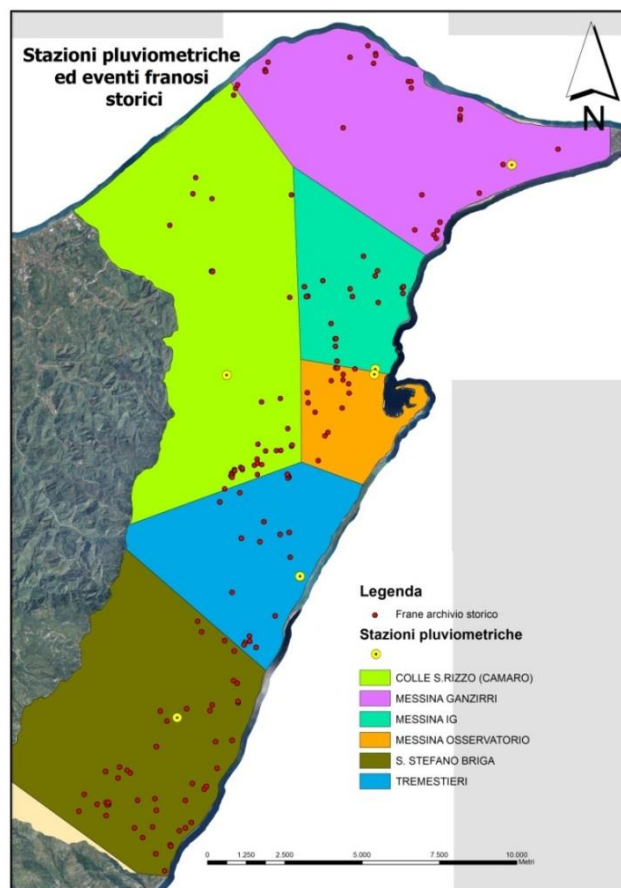 Stazioni pluviometriche
ed eventi franosi
storici
N
Legenda
Frane archivio storico
Stazioni pluviometriche
COLLE S.RIZZO (CAMARO)
MESSINA GANZIRRI
MESSINA IG
MESSINA OSSERVATORIO
S. STEFANO BRIGA
TREMESTIERI
0 1.250 2.500 5.000 7.500 10.000
Metri